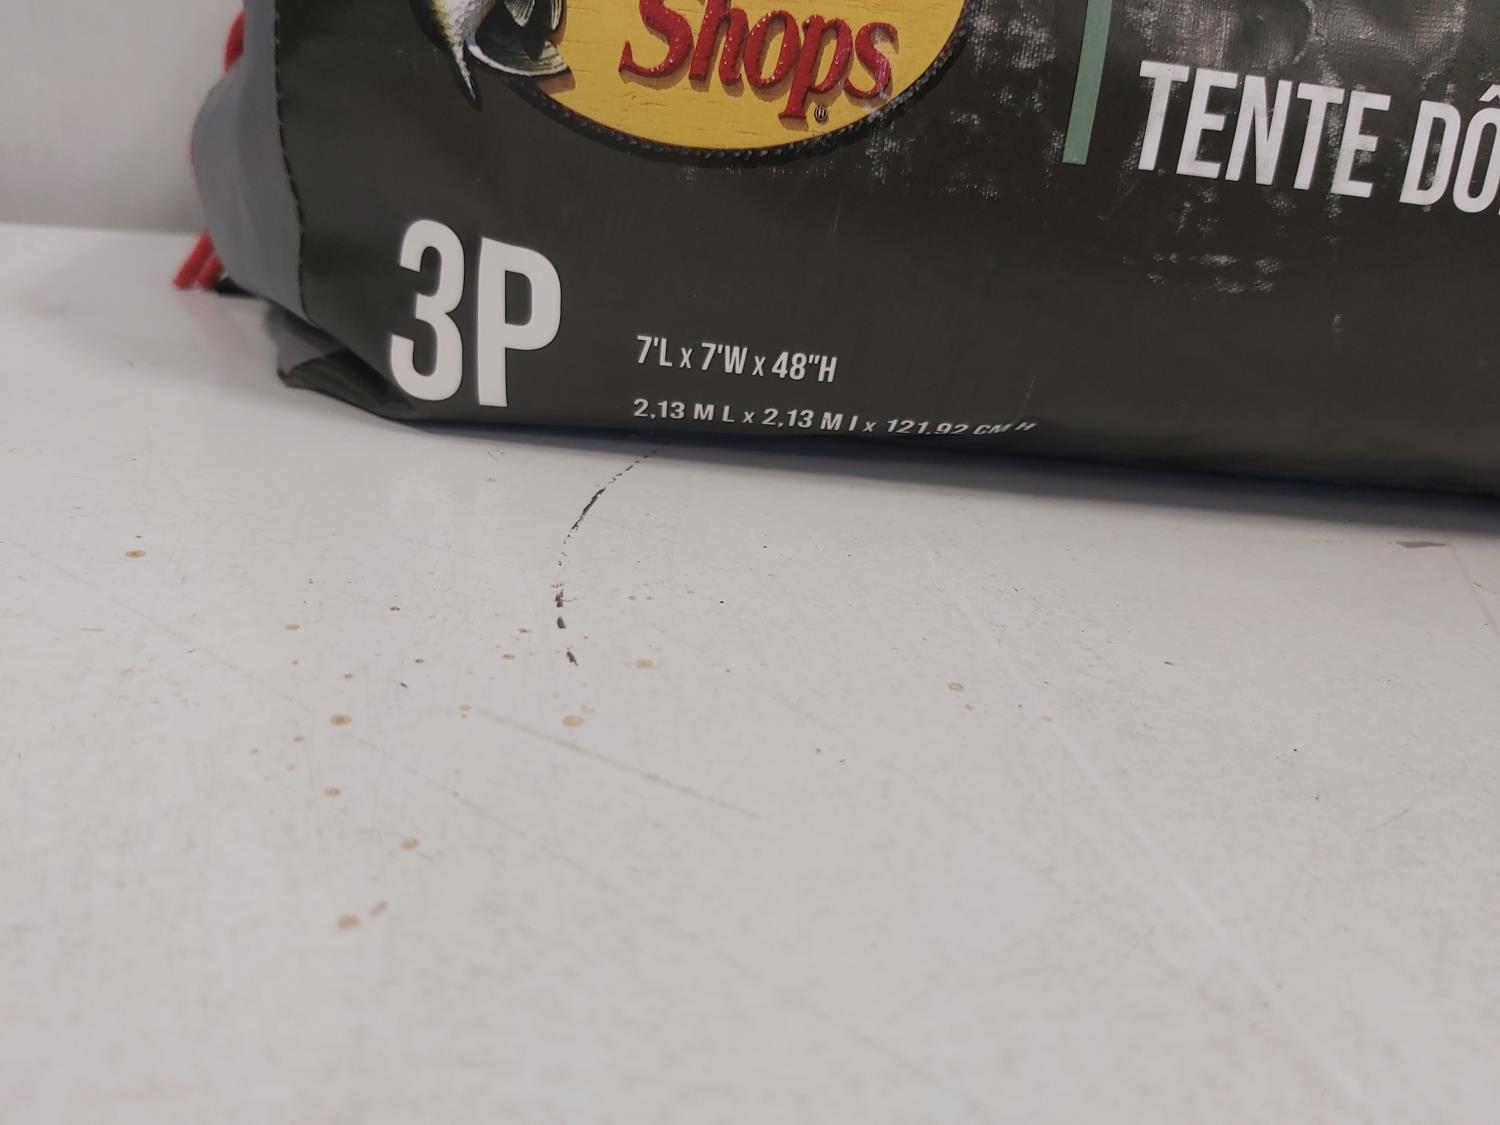 Shops®
TENTE DÔ
3P
7'L x 7'W x 48"H
2,13 M L x 2,13 M l x 121,92 CM H